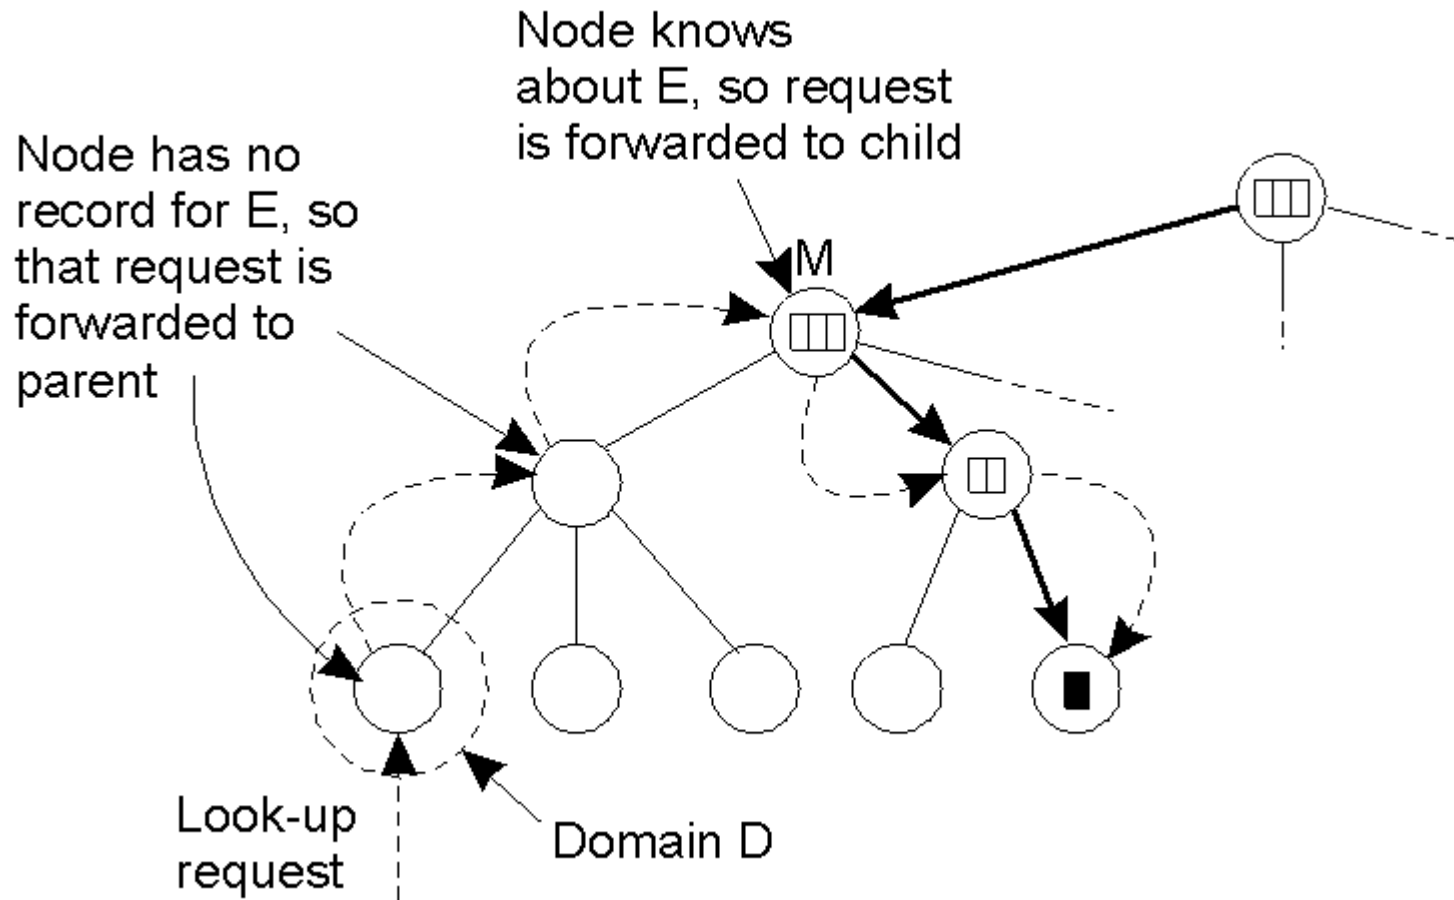 Node knows
about E, so request
is forwarded to child
Node has no
record for E, so
that request is
forwarded to
parent
M
Look-up
request
Domain D